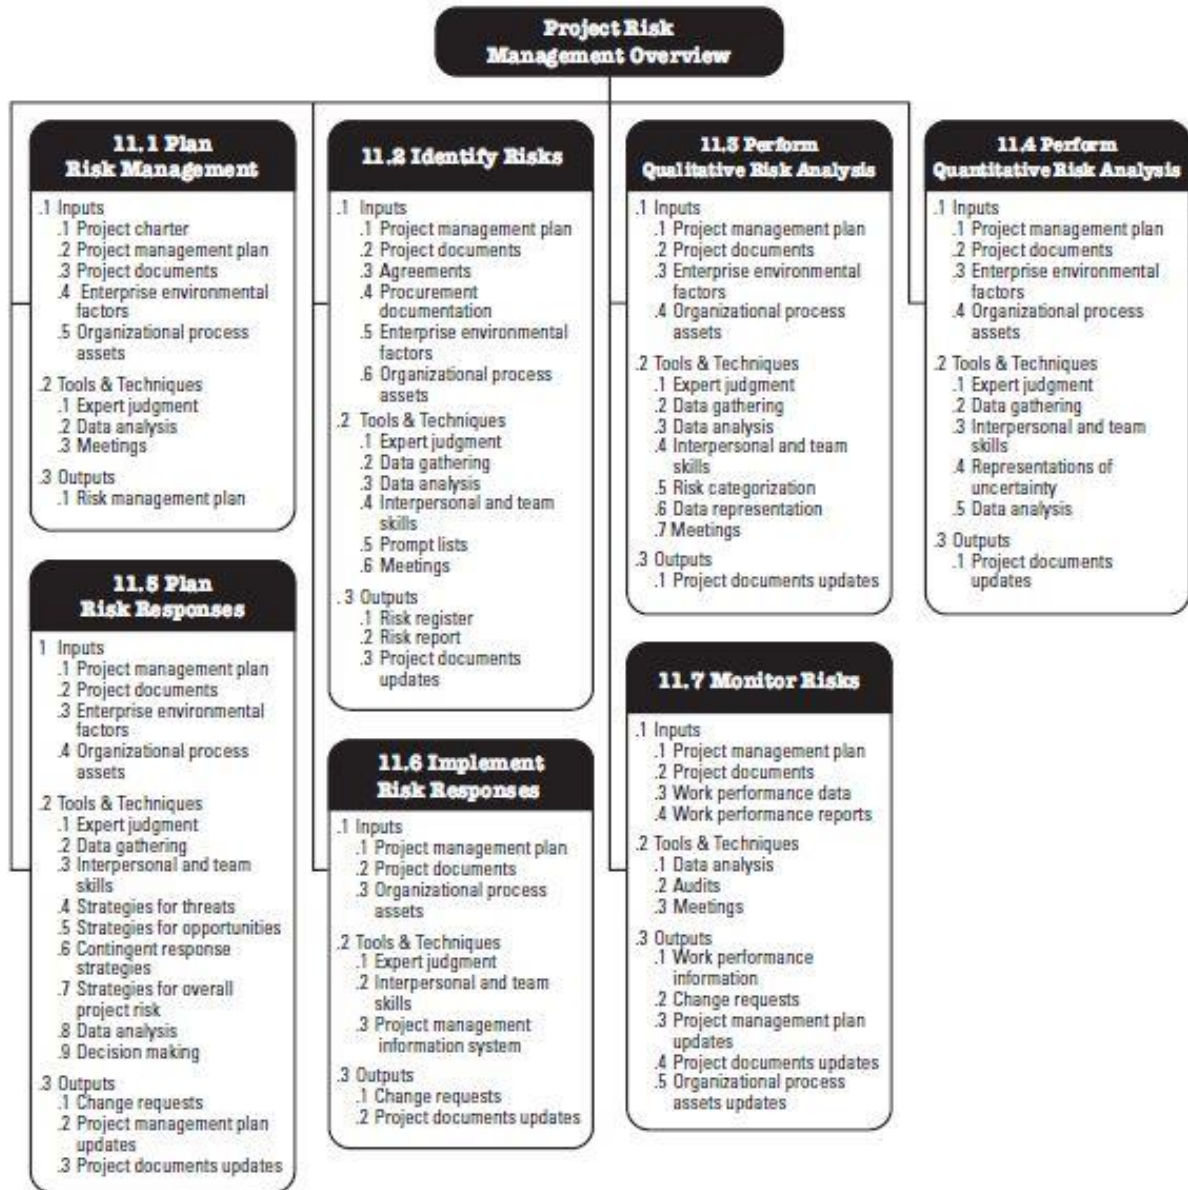 Project Risk
Management Overview
11.1 Plan
Risk Management
.1 Inputs
.1 Project charter
.2 Project management plan
.3 Project documents
.4 Enterprise environmental
factors
.5 Organizational process
assets
.2 Tools & Techniques
.1 Expert judgment
.2 Data analysis
.3 Meetings
.3 Outputs
.1 Risk management plan
11.2 Identify Risks
.1 Inputs
.1 Project management plan
.2 Project documents
.3 Agreements
.4 Procurement
documentation
.5 Enterprise environmental
factors
.6 Organizational process
assets
.2 Tools & Techniques
.1 Expert judgment
.2 Data gathering
.3 Data analysis
.4 Interpersonal and team
skills
.5 Prompt lists
.6 Meetings
.3 Outputs
.1 Risk register
.2 Risk report
.3 Project documents
updates
11.3 Perform
Qualitative Risk Analysis
.1 Inputs
.1 Project management plan
.2 Project documents
.3 Enterprise environmental
factors
.4 Organizational process
assets
.2 Tools & Techniques
.1 Expert judgment
.2 Data gathering
.3 Data analysis
.4 Interpersonal and team
skills
.5 Risk categorization
.6 Data representation
.7 Meetings
.3 Outputs
.1 Project documents updates
11.4 Perform
Quantitative Risk Analysis
.1 Inputs
.1 Project management plan
.2 Project documents
.3 Enterprise environmental
factors
.4 Organizational process
assets
.2 Tools & Techniques
.1 Expert judgment
.2 Data gathering
.3 Interpersonal and team
skills
.4 Representations of
uncertainty
.5 Data analysis
.3 Outputs
.1 Project documents
updates
11.5 Plan
Risk Responses
1 Inputs
.1 Project management plan
.2 Project documents
.3 Enterprise environmental
factors
.4 Organizational process
assets
.2 Tools & Techniques
.1 Expert judgment
.2 Data gathering
.3 Interpersonal and team
skills
.4 Strategies for threats
.5 Strategies for opportunities
.6 Contingent response
strategies
.7 Strategies for overall
project risk
.8 Data analysis
.9 Decision making
.3 Outputs
.1 Change requests
.2 Project management plan
updates
.3 Project documents updates
11.6 Implement
Risk Responses
.1 Inputs
.1 Project management plan
.2 Project documents
.3 Organizational process
assets
.2 Tools & Techniques
.1 Expert judgment
.2 Interpersonal and team
skills
.3 Project management
information system
.3 Outputs
.1 Change requests
.2 Project documents updates
11.7 Monitor Risks
.1 Inputs
.1 Project management plan
.2 Project documents
.3 Work performance data
.4 Work performance reports
.2 Tools & Techniques
.1 Data analysis
.2 Audits
.3 Meetings
.3 Outputs
.1 Work performance
information
.2 Change requests
.3 Project management plan
updates
.4 Project documents updates
.5 Organizational process
assets updates